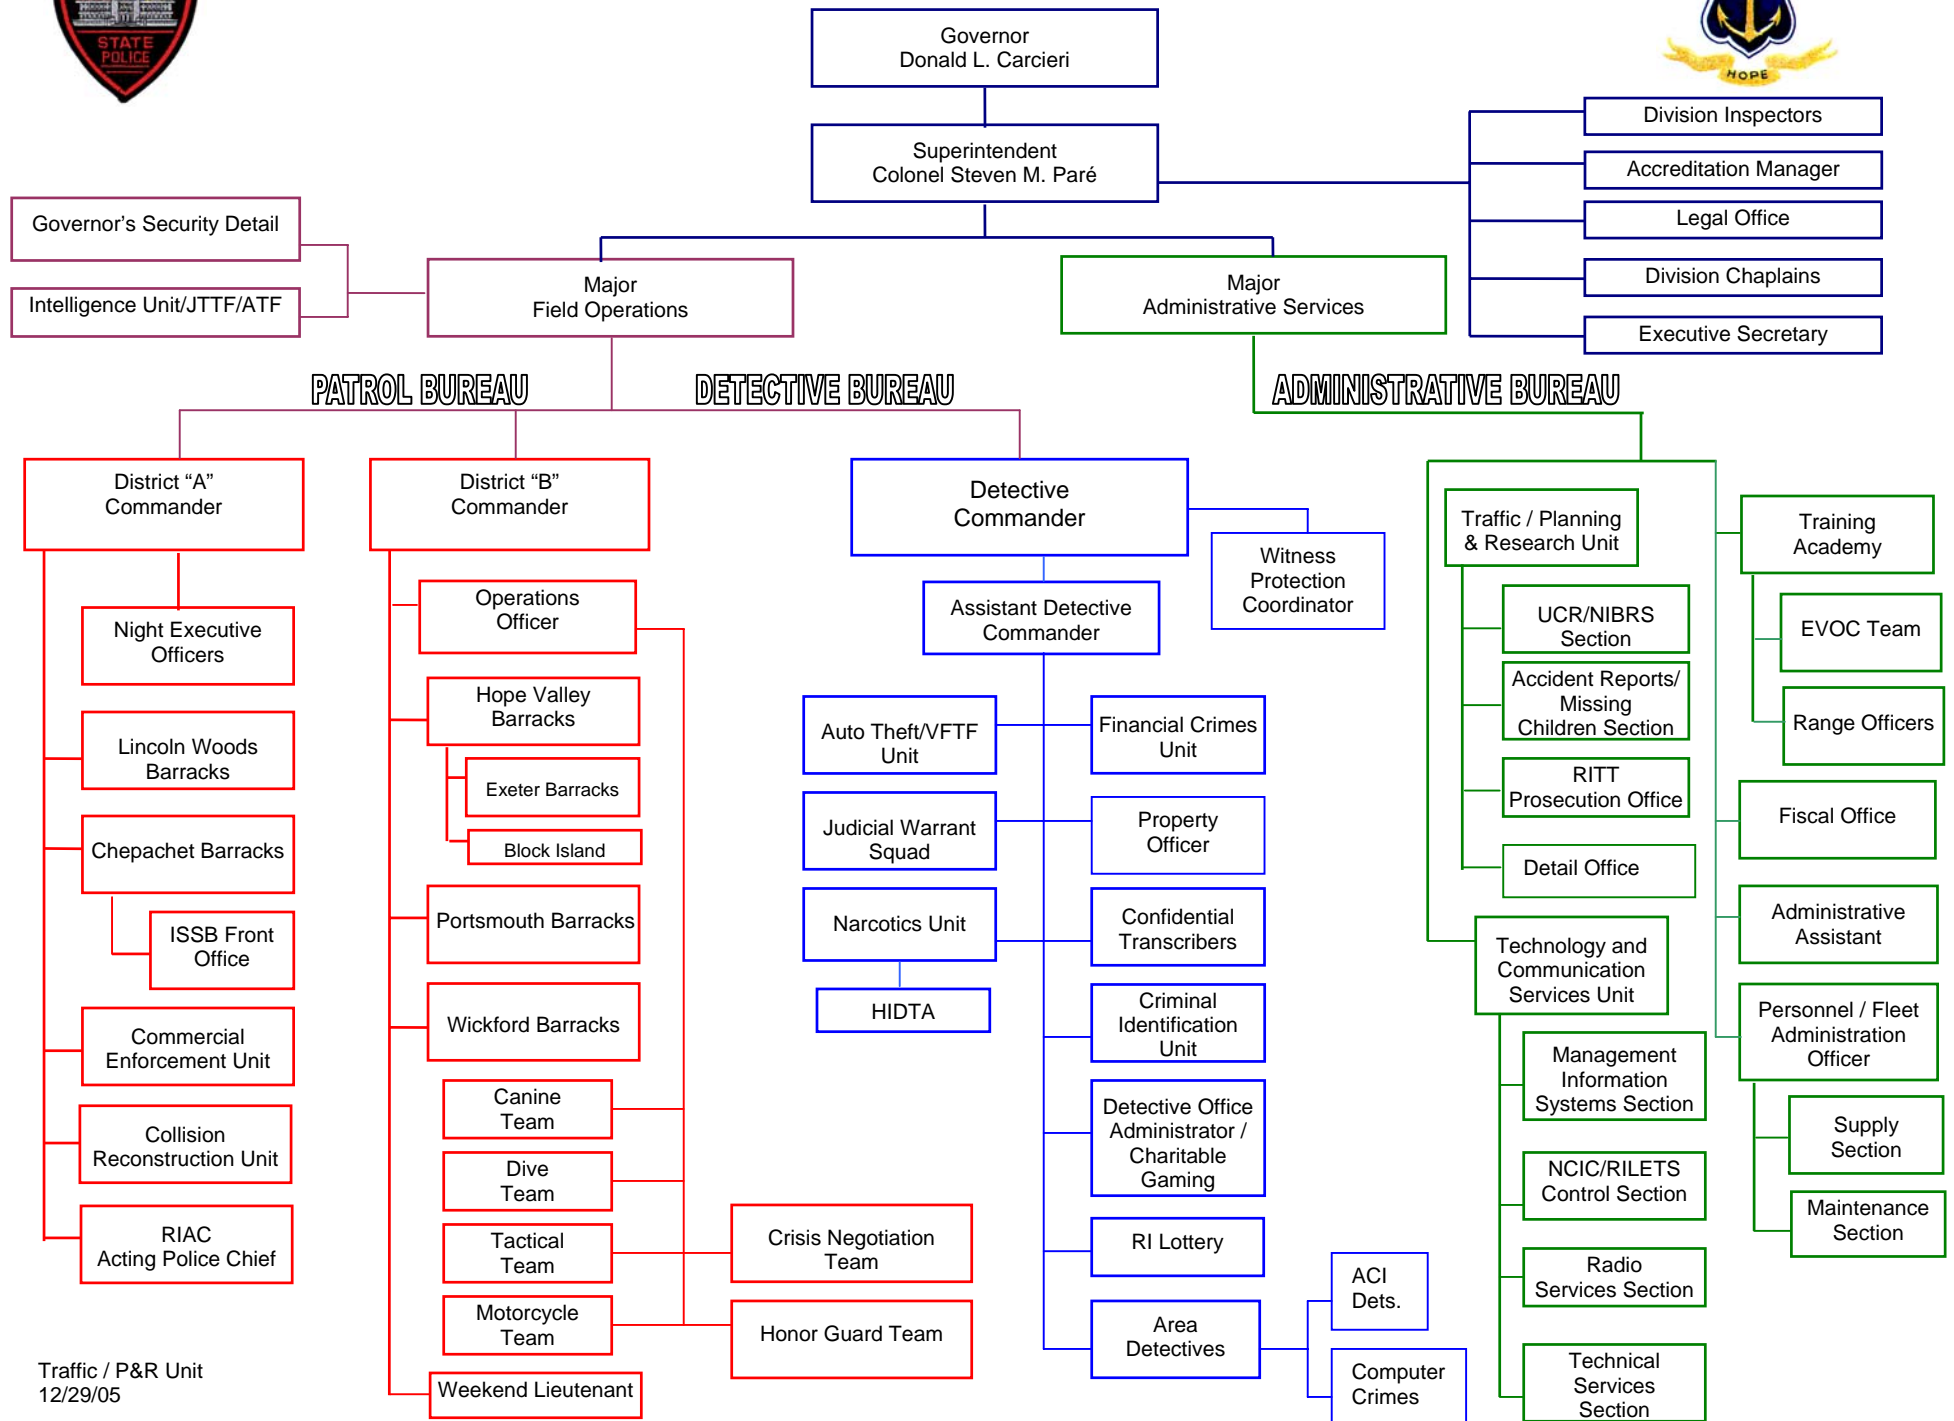 STATE
POLICE
HOPE
Governor
Donald L. Carcieri
Superintendent
Colonel Steven M. Paré
Division Inspectors
Accreditation Manager
Legal Office
Division Chaplains
Executive Secretary
Governor’s Security Detail
Intelligence Unit/JTTF/ATF
Major
Field Operations
Major
Administrative Services
PATROL BUREAU
DETECTIVE BUREAU
ADMINISTRATIVE BUREAU
District “A”
Commander
Night Executive
Officers
Lincoln Woods
Barracks
Chepachet Barracks
ISSB Front
Office
Commercial
Enforcement Unit
Collision
Reconstruction Unit
RIAC
Acting Police Chief
District “B”
Commander
Operations
Officer
Hope Valley
Barracks
Exeter Barracks
Block Island
Portsmouth Barracks
Wickford Barracks
Canine
Team
Dive
Team
Tactical
Team
Motorcycle
Team
Crisis Negotiation
Team
Honor Guard Team
Weekend Lieutenant
Detective
Commander
Witness
Protection
Coordinator
Assistant Detective
Commander
Auto Theft/VFTF
Unit
Financial Crimes
Unit
Judicial Warrant
Squad
Property
Officer
Narcotics Unit
Confidential
Transcribers
HIDTA
Criminal
Identification
Unit
Detective Office
Administrator /
Charitable
Gaming
RI Lottery
Area
Detectives
ACI
Dets.
Computer
Crimes
Traffic / Planning
& Research Unit
UCR/NIBRS
Section
Accident Reports/
Missing
Children Section
RITT
Prosecution Office
Detail Office
Technology and
Communication
Services Unit
Management
Information
Systems Section
NCIC/RILETS
Control Section
Radio
Services Section
Technical
Services
Section
Training
Academy
EVOC Team
Range Officers
Fiscal Office
Administrative
Assistant
Personnel / Fleet
Administration
Officer
Supply
Section
Maintenance
Section
Traffic / P&R Unit
12/29/05